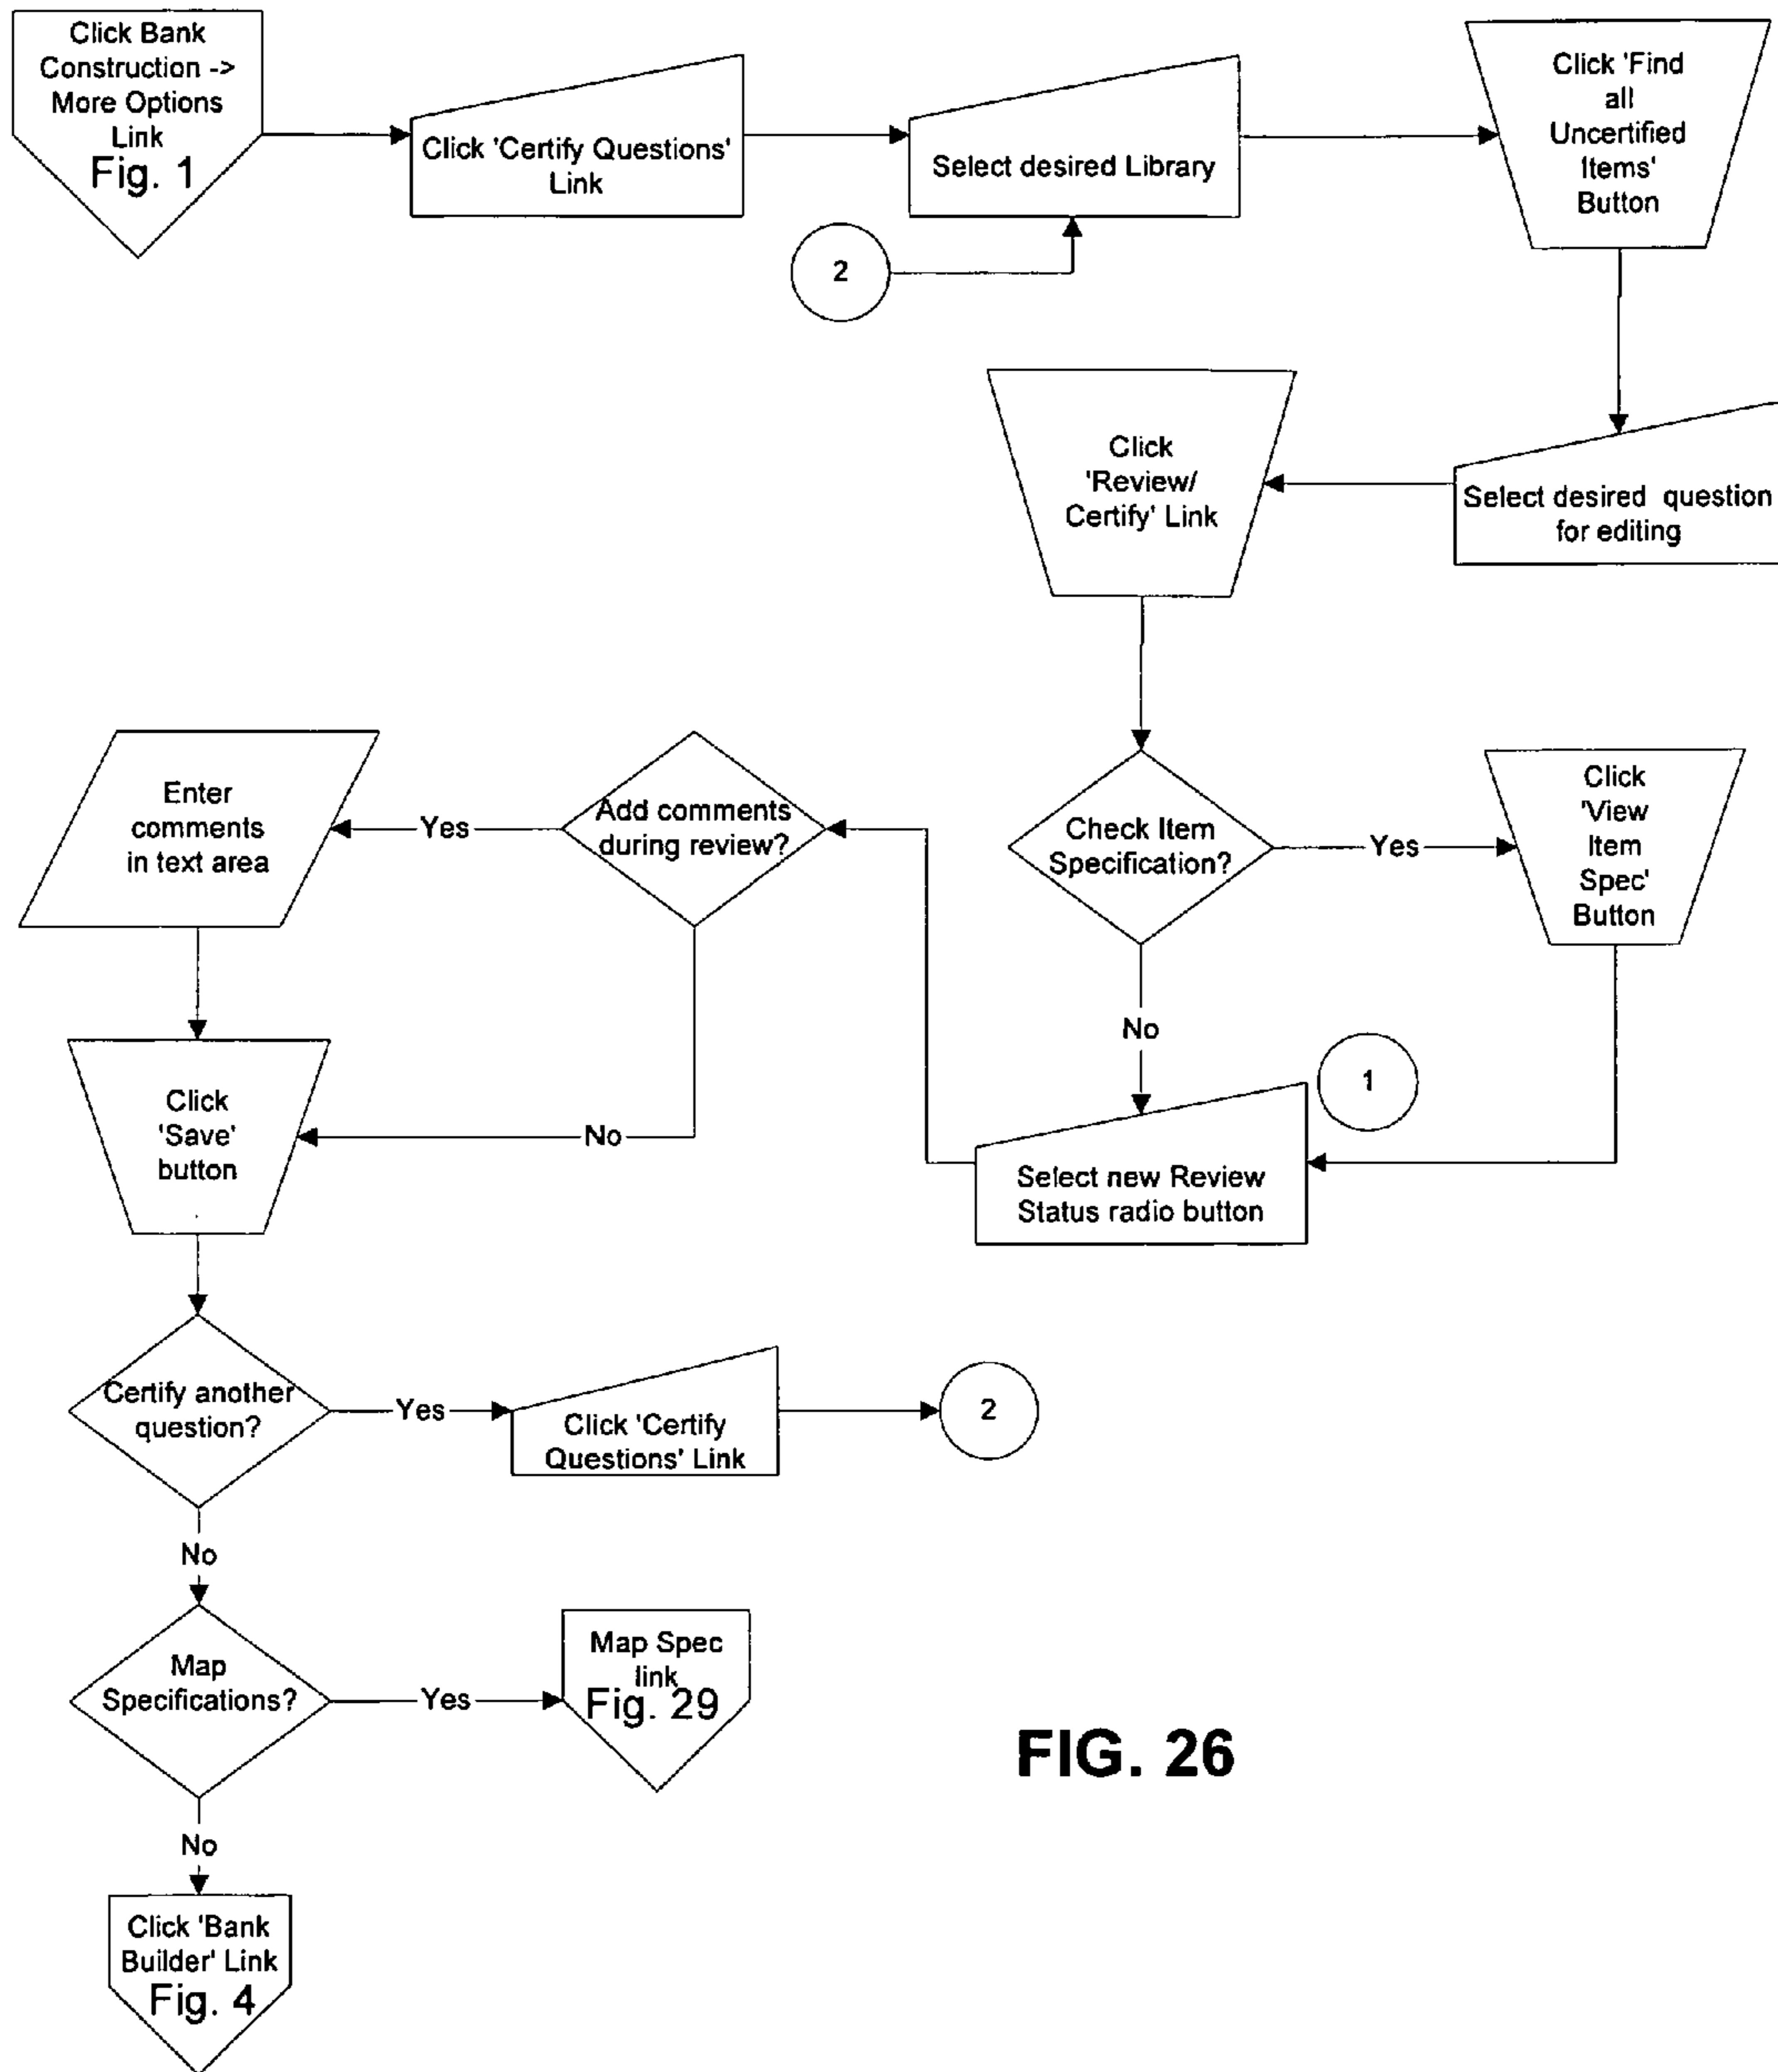 Click Bank
Construction ->
More Options
Link
Fig. 1
Click 'Certify Questions'
Link
Select desired Library
Click 'Find
all
Uncertified
Items'
Button
2
Click
'Review/
Certify' Link
Select desired question
for editing
Enter
comments
in text area
Yes
Add comments
during review?
Check Item
Specification?
Yes
Click
'View
Item
Spec'
Button
No
1
Click
'Save'
button
No
Select new Review
Status radio button
Certify another
question?
Yes
Click 'Certify
Questions' Link
2
No
Map
Specifications?
Yes
Map Spec
link
Fig. 29
FIG. 26
No
Click 'Bank
Builder' Link
Fig. 4